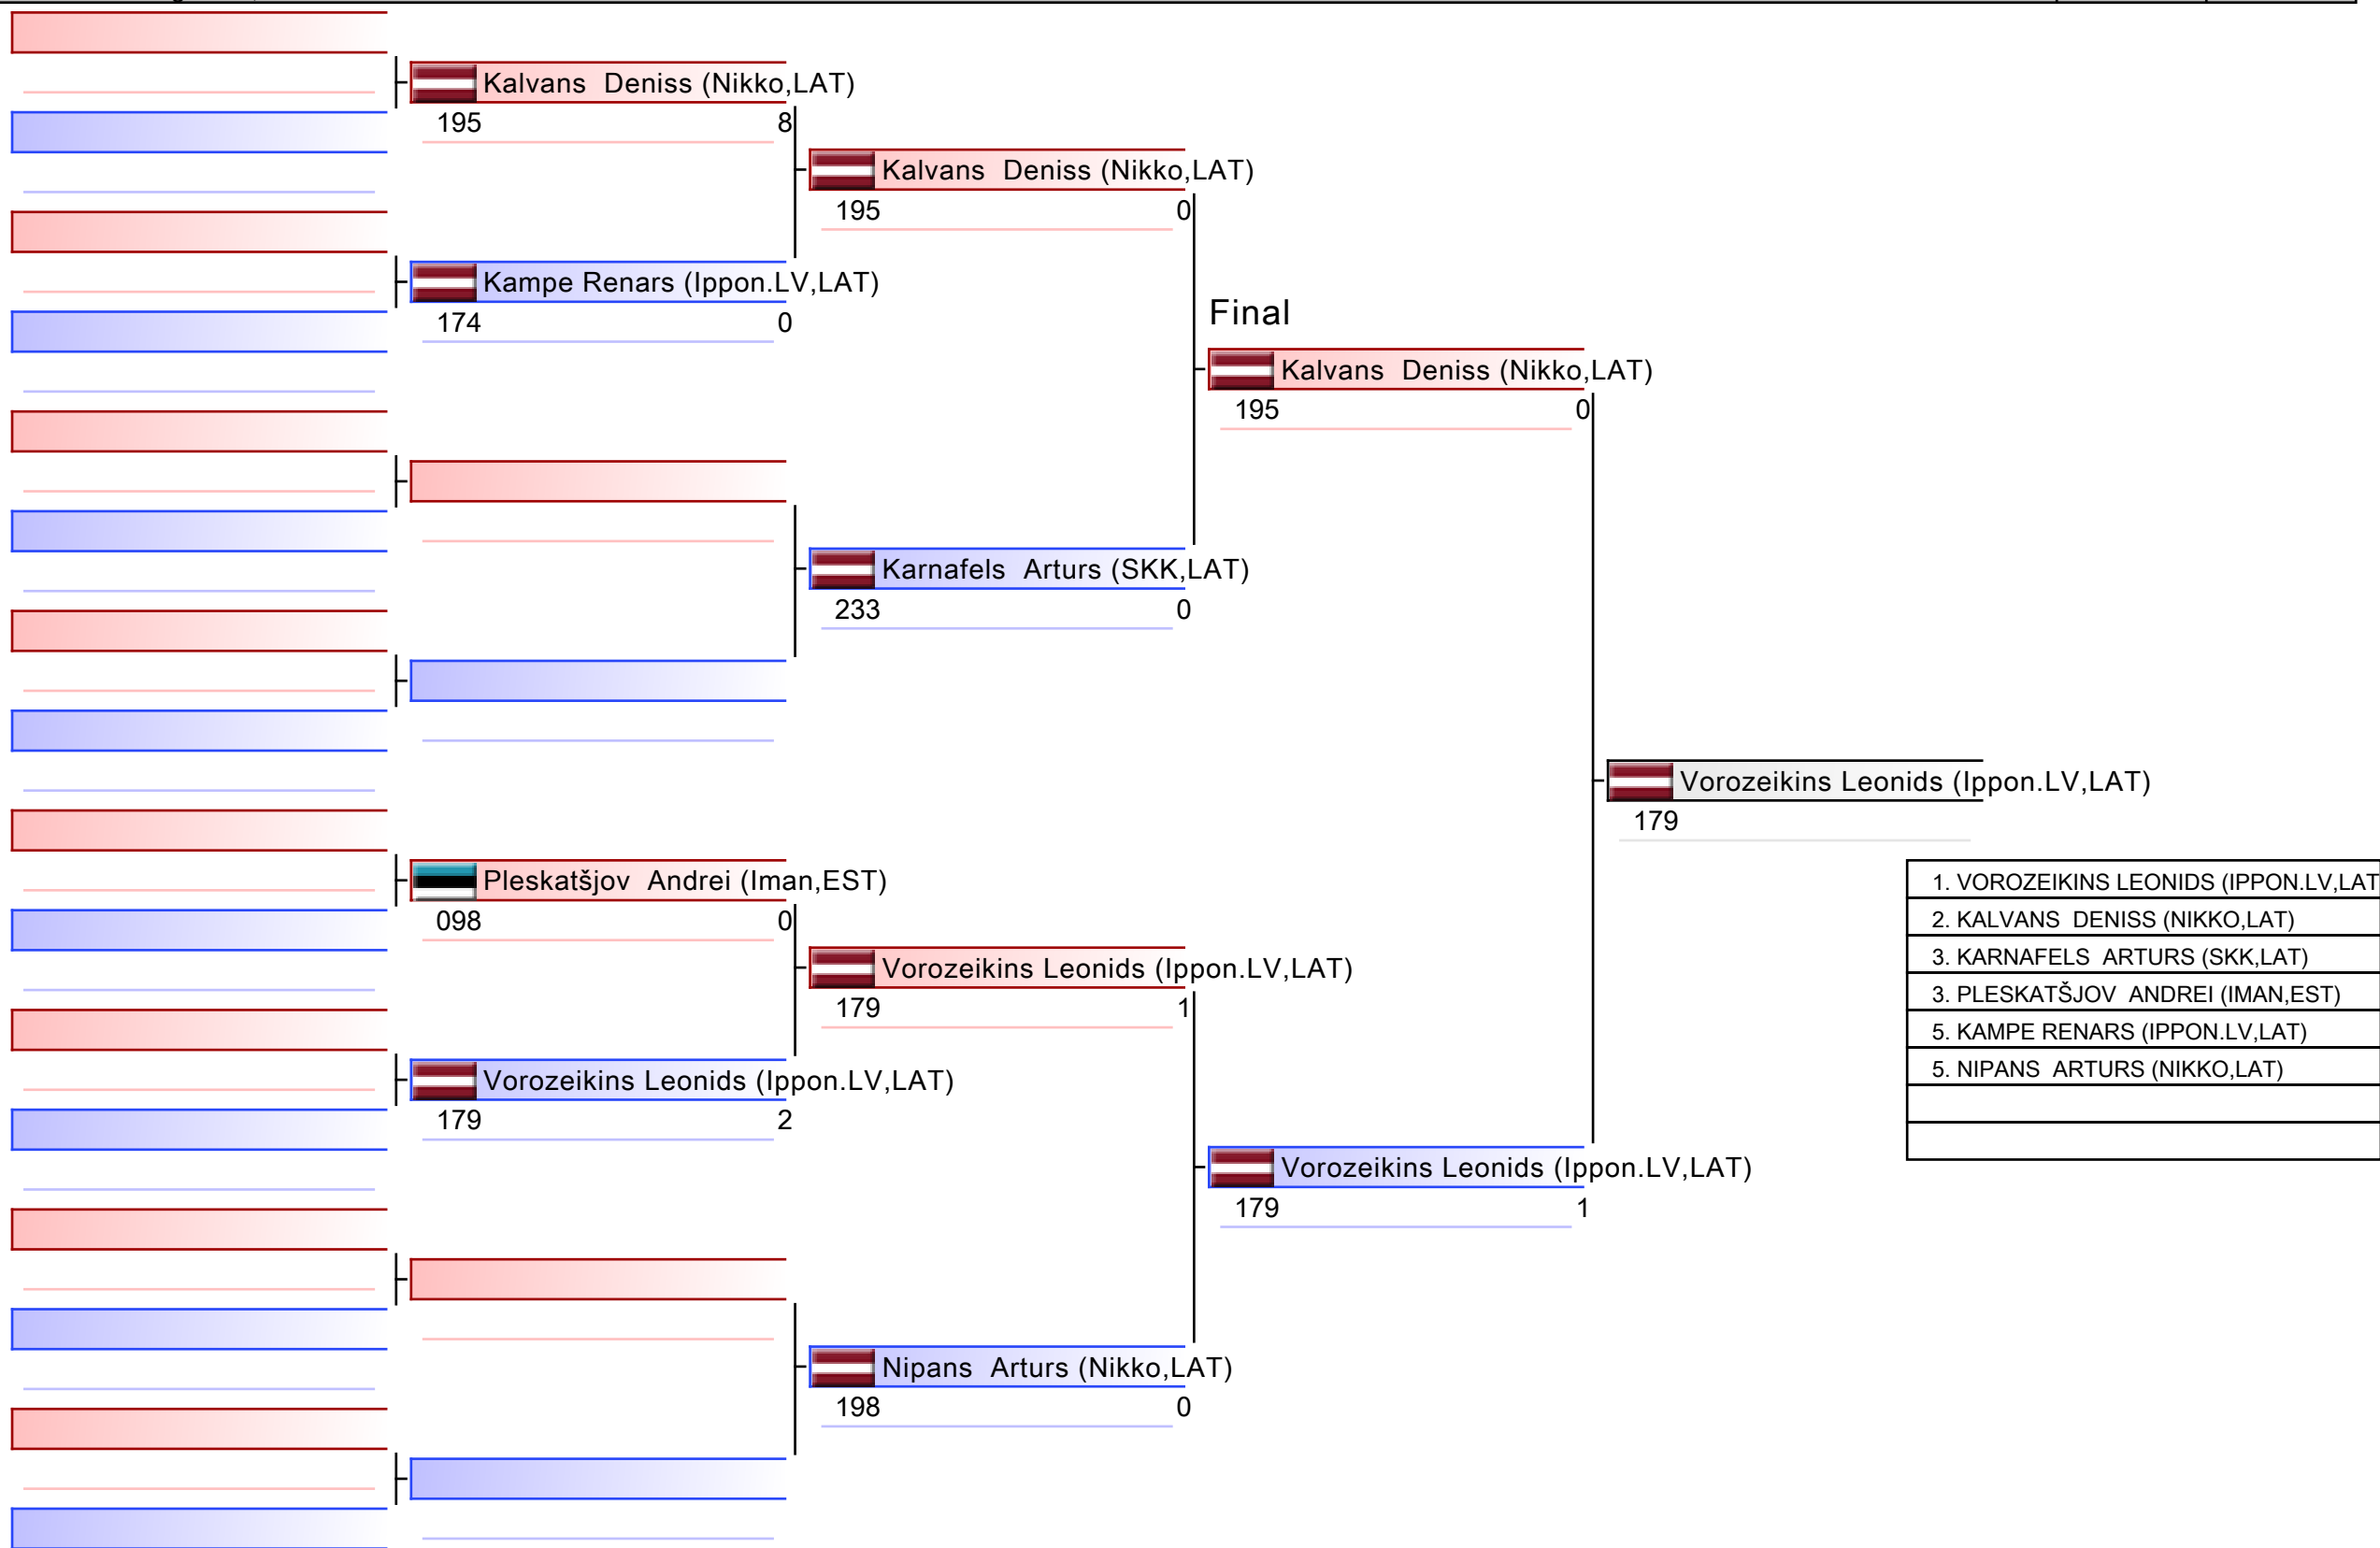 Kalvans  Deniss (Nikko,LAT)
195 8
Kalvans  Deniss (Nikko,LAT)
195 0
Kampe Renars (Ippon.LV,LAT)
174 0
Final
Kalvans  Deniss (Nikko,LAT)
195 0
Karnafels  Arturs (SKK,LAT)
233 0
Vorozeikins Leonids (Ippon.LV,LAT)
179
Pleskatšjov  Andrei (Iman,EST)
098 0
Vorozeikins Leonids (Ippon.LV,LAT)
179 1
Vorozeikins Leonids (Ippon.LV,LAT)
179 2
Vorozeikins Leonids (Ippon.LV,LAT)
179 1
Nipans  Arturs (Nikko,LAT)
198 0
1. VOROZEIKINS LEONIDS (IPPON.LV,LAT
2. KALVANS  DENISS (NIKKO,LAT)
3. KARNAFELS  ARTURS (SKK,LAT)
3. PLESKATŠJOV  ANDREI (IMAN,EST)
5. KAMPE RENARS (IPPON.LV,LAT)
5. NIPANS  ARTURS (NIKKO,LAT)